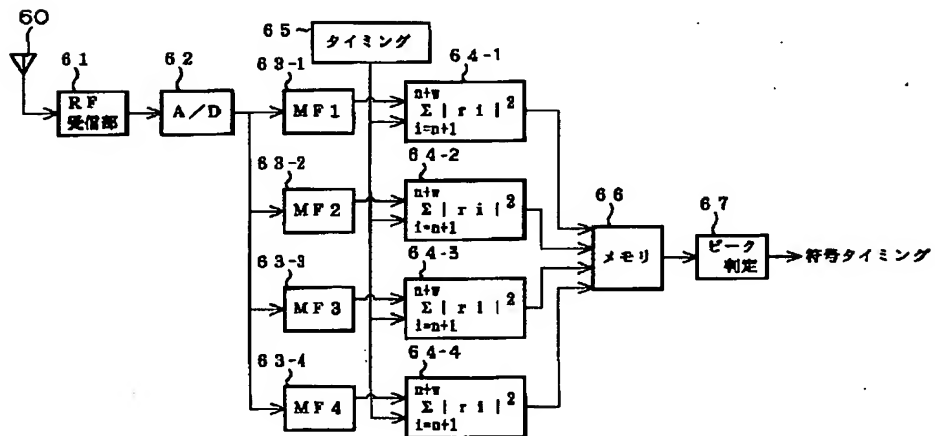 60
65
タイミング
61
RF
受信部
62
A/D
63-1
MF1
64-1
n+w
Σ|ri|²
i=n+1
63-2
MF2
64-2
n+w
Σ|ri|²
i=n+1
63-3
MF3
64-3
n+w
Σ|ri|²
i=n+1
63-4
MF4
64-4
n+w
Σ|ri|²
i=n+1
66
メモリ
67
ピーク
判定
符号タイミング